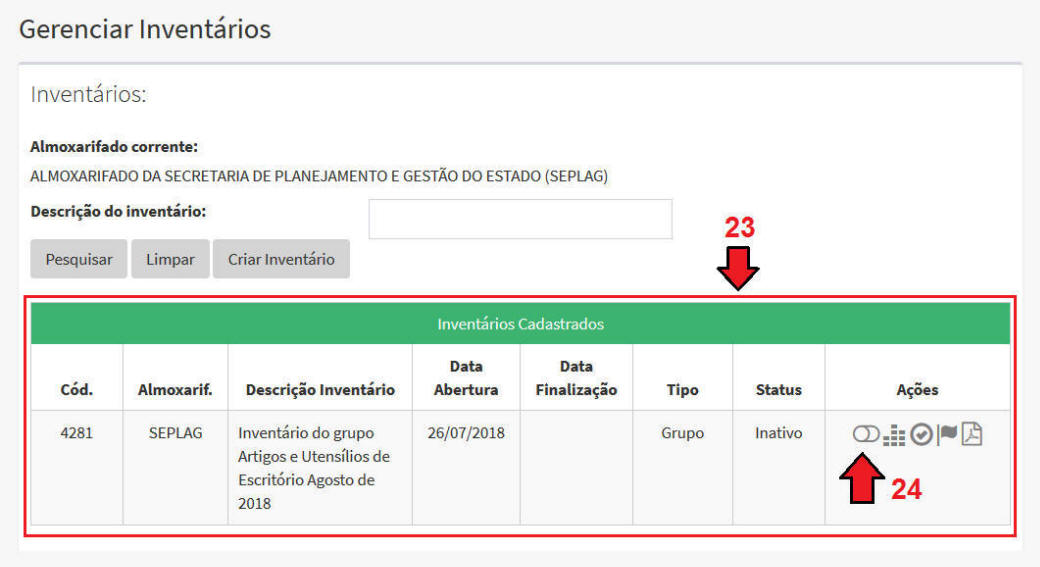 Gerenciar Inventários
Inventários:
Almoxarifado corrente:
ALMOXARIFADO DA SECRETARIA DE PLANEJAMENTO E GESTÃO DO ESTADO (SEPLAG)
Descrição do inventário:
23
Pesquisar Limpar Criar Inventário
Inventários Cadastrados
Cód. Almoxarif. Descrição Inventário Data Abertura Data Finalização Tipo Status Ações
4281 SEPLAG Inventário do grupo 26/07/2018 Grupo Inativo
Artigos e Utensílios de
Escritório Agosto de
2018
24